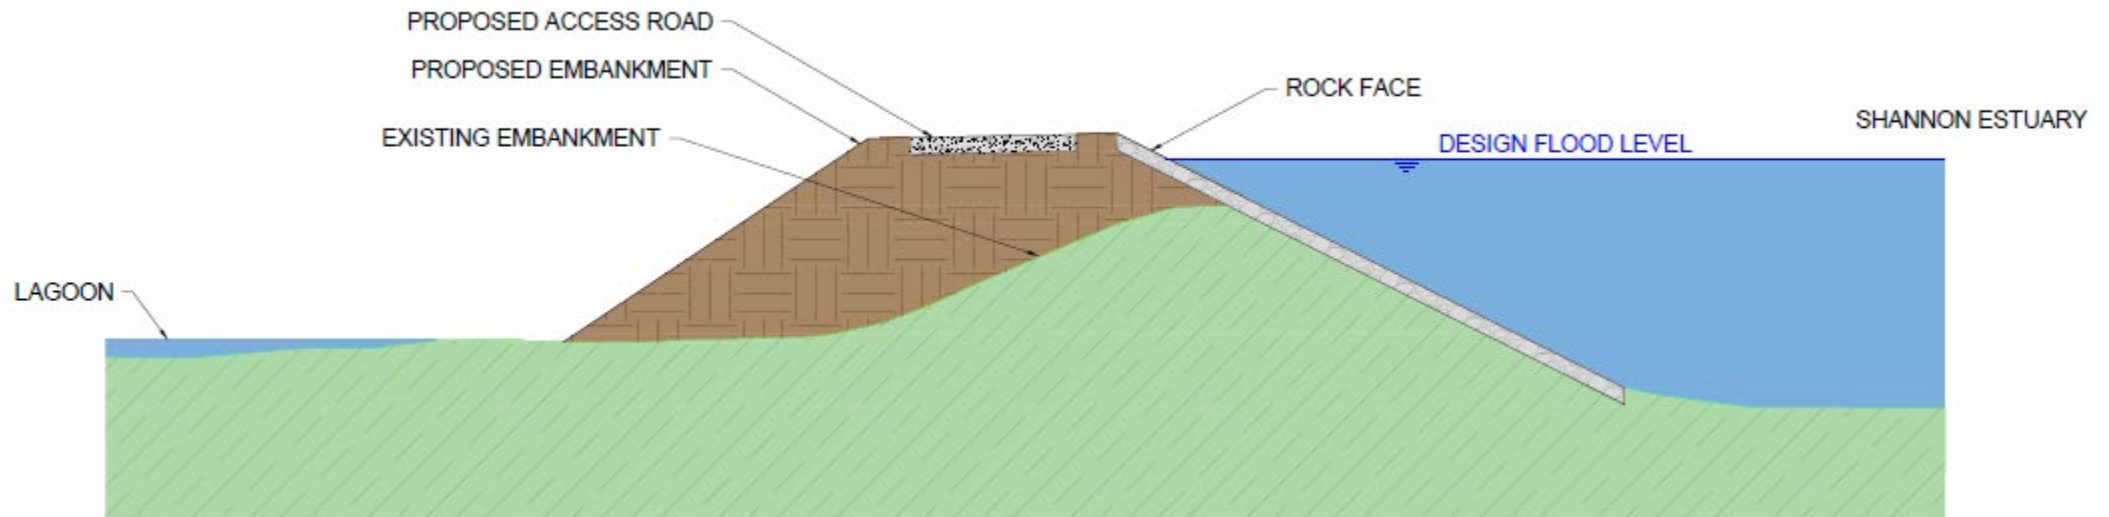 PROPOSED ACCESS ROAD
PROPOSED EMBANKMENT
ROCK FACE
SHANNON ESTUARY
EXISTING EMBANKMENT
DESIGN FLOOD LEVEL
LAGOON